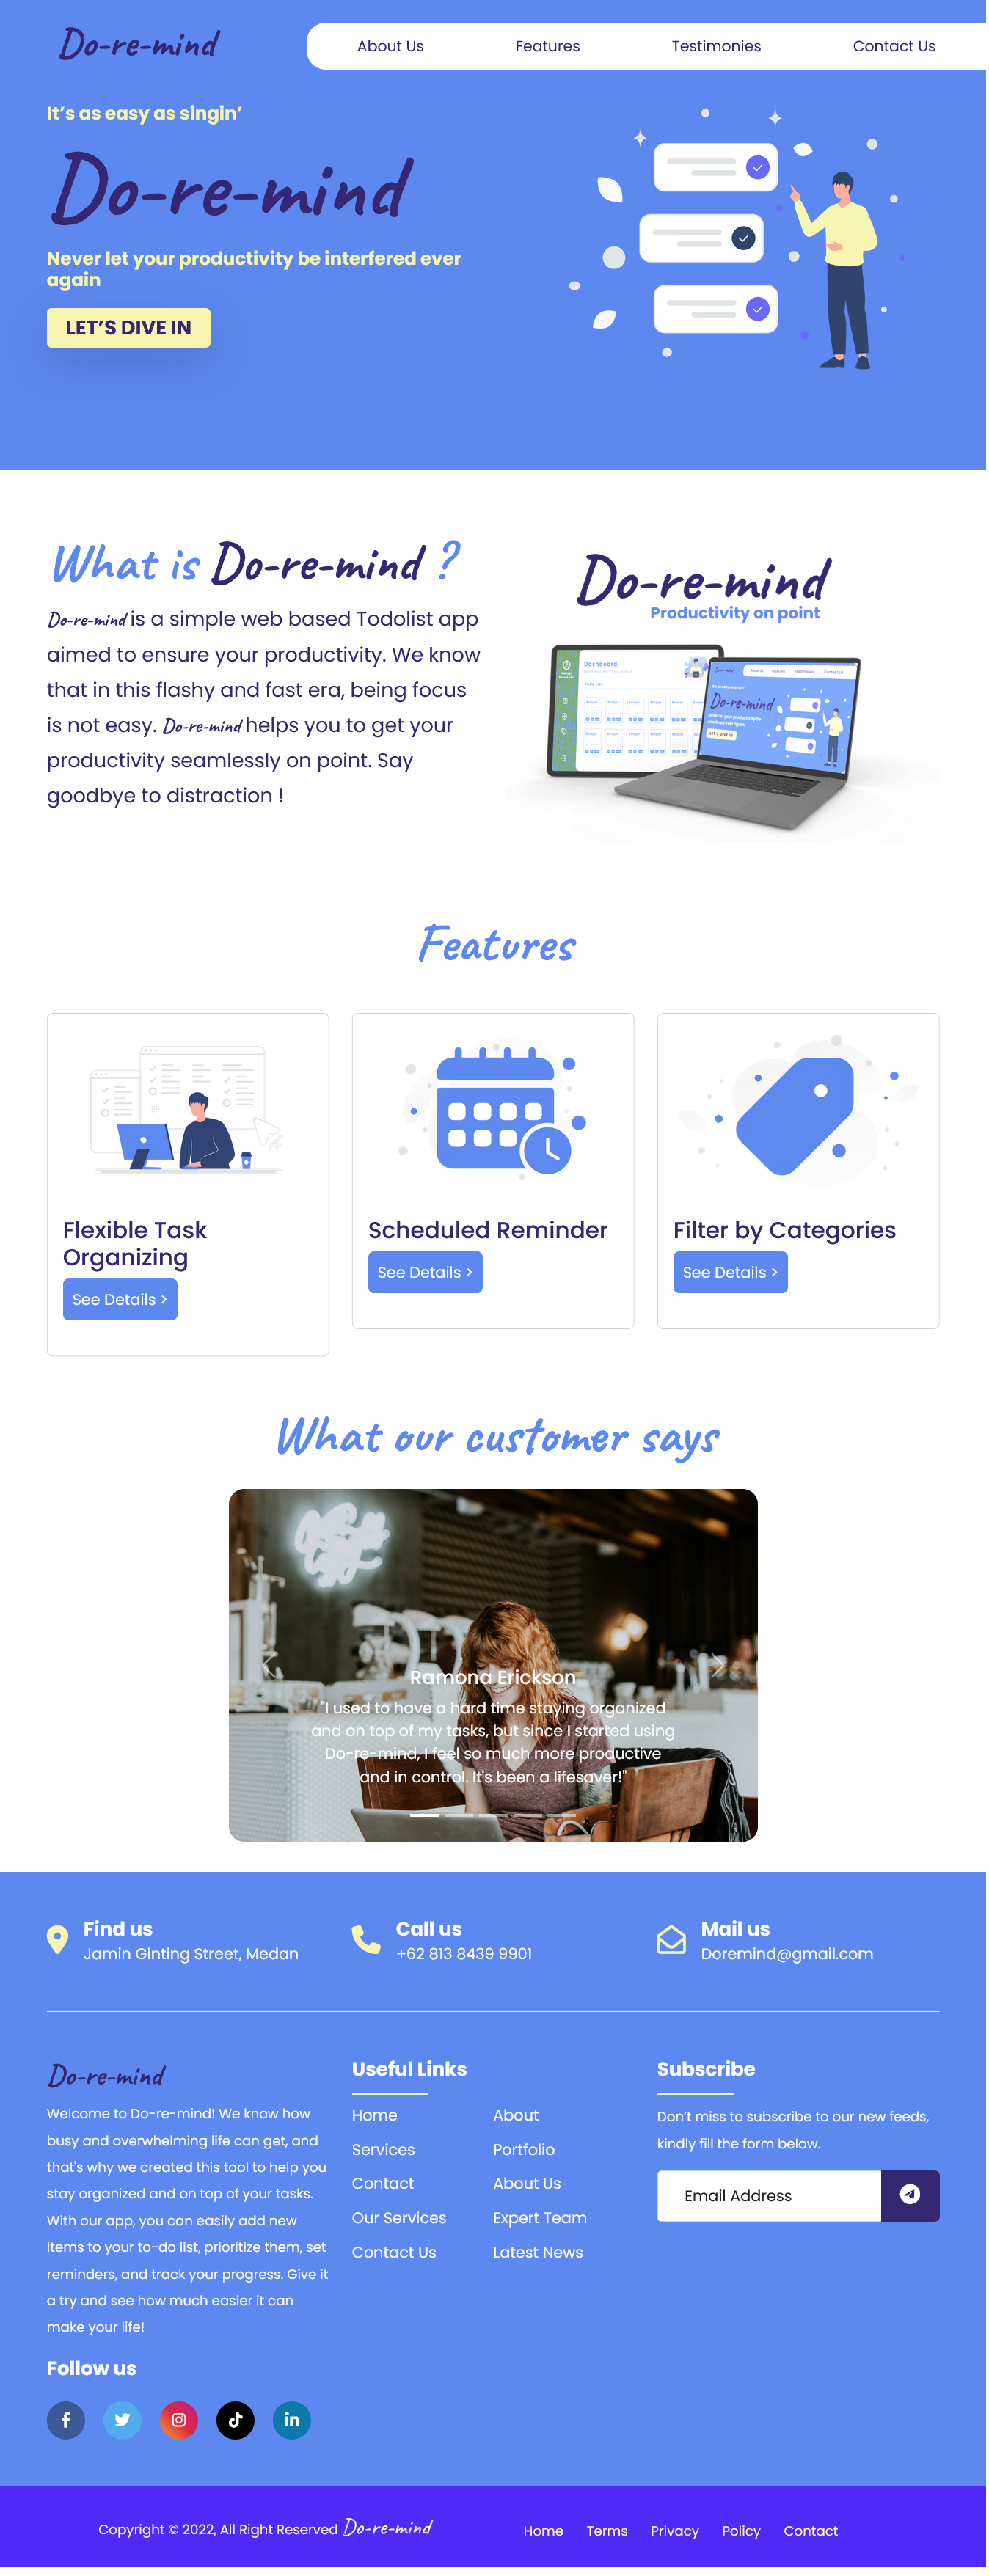 Do-re-mind
About Us Features Testimonies Contact Us
It's as easy as singin'
Do-re-mind
Never let your productivity be interfered ever
again
LET'S DIVE IN
What is Do-re-mind ?
Do-re-mind is a simple web based Todolist app
aimed to ensure your productivity. We know
that in this flashy and fast era, being focus
is not easy. Do-re-mind helps you to get your
productivity seamlessly on point. Say
goodbye to distraction !
Do-re-mind
Productivity on point
Dashboard
Do-re-mind
LET'S DIVE IN
Features
Flexible Task
Organizing
See Details >
Scheduled Reminder
See Details >
Filter by Categories
See Details >
What our customer says
Ramona Erickson
"I used to have a hard time staying organized
and on top of my tasks, but since I started using
Do-re-mind, I feel so much more productive
and in control. It's been a lifesaver!"
Find us
Jamin Ginting Street, Medan
Call us
+62 813 8439 9901
Mail us
Doremind@gmail.com
Do-re-mind
Welcome to Do-re-mind! We know how
busy and overwhelming life can get, and
that's why we created this tool to help you
stay organized and on top of your tasks.
With our app, you can easily add new
items to your to-do list, prioritize them, set
reminders, and track your progress. Give it
a try and see how much easier it can
make your life!
Follow us
Useful Links
Home About
Services Portfolio
Contact About Us
Our Services Expert Team
Contact Us Latest News
Subscribe
Don't miss to subscribe to our new feeds,
kindly fill the form below.
Email Address
Copyright © 2022, All Right Reserved Do-re-mind
Home Terms Privacy Policy Contact